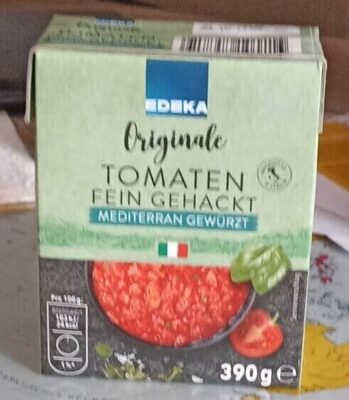 EDEKA
Originale
TOMATEN
FEIN GEHACKT
MEDITERRAN GEWÜRZT
Pro 100g:
390g e